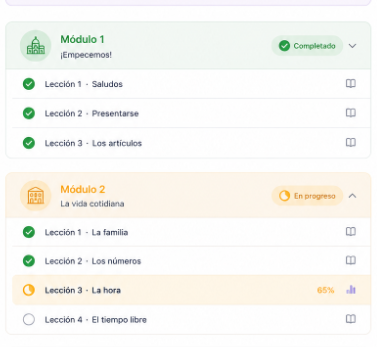 Módulo 1
¡Empecemos!
Completado
Lección 1 · Saludos
Lección 2 · Presentarse
Lección 3 · Los artículos
Módulo 2
La vida cotidiana
En progreso
Lección 1 · La familia
Lección 2 · Los números
Lección 3 · La hora
65%
Lección 4 · El tiempo libre